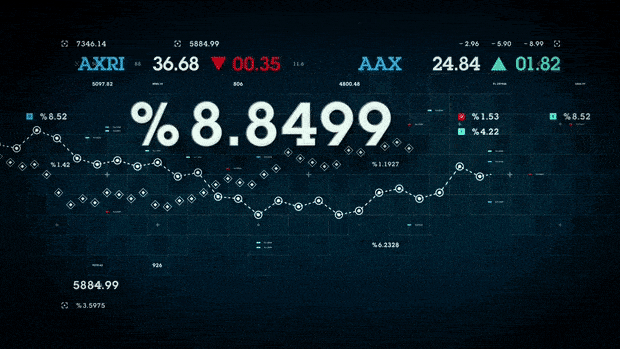 7346.14 5884.99 - 2.96 - 5.90 - 8.99
AXRI 88 36.68 00.35 11.6 AAX 24.84 01.82
5097.82 806 4800.48
% 8.8499
% 8.52 % 1.53 % 8.52
% 4.22
% 1.42 % 1.1927
% 6.2328
926
5884.99
% 3.5975